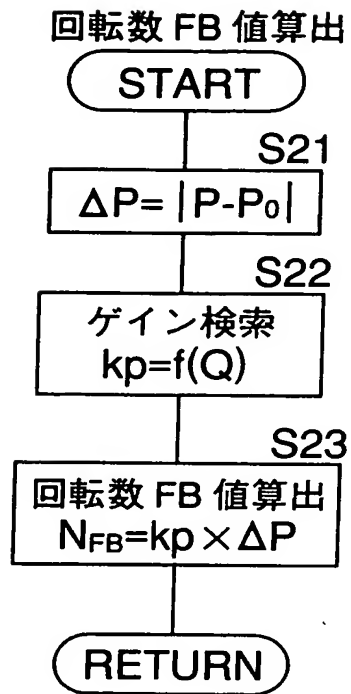 回転数 FB 値算出
START
S21
ΔP= |P-P₀|
S22
ゲイン検索
kp=f(Q)
S23
回転数 FB 値算出
N_FB=kp×ΔP
RETURN